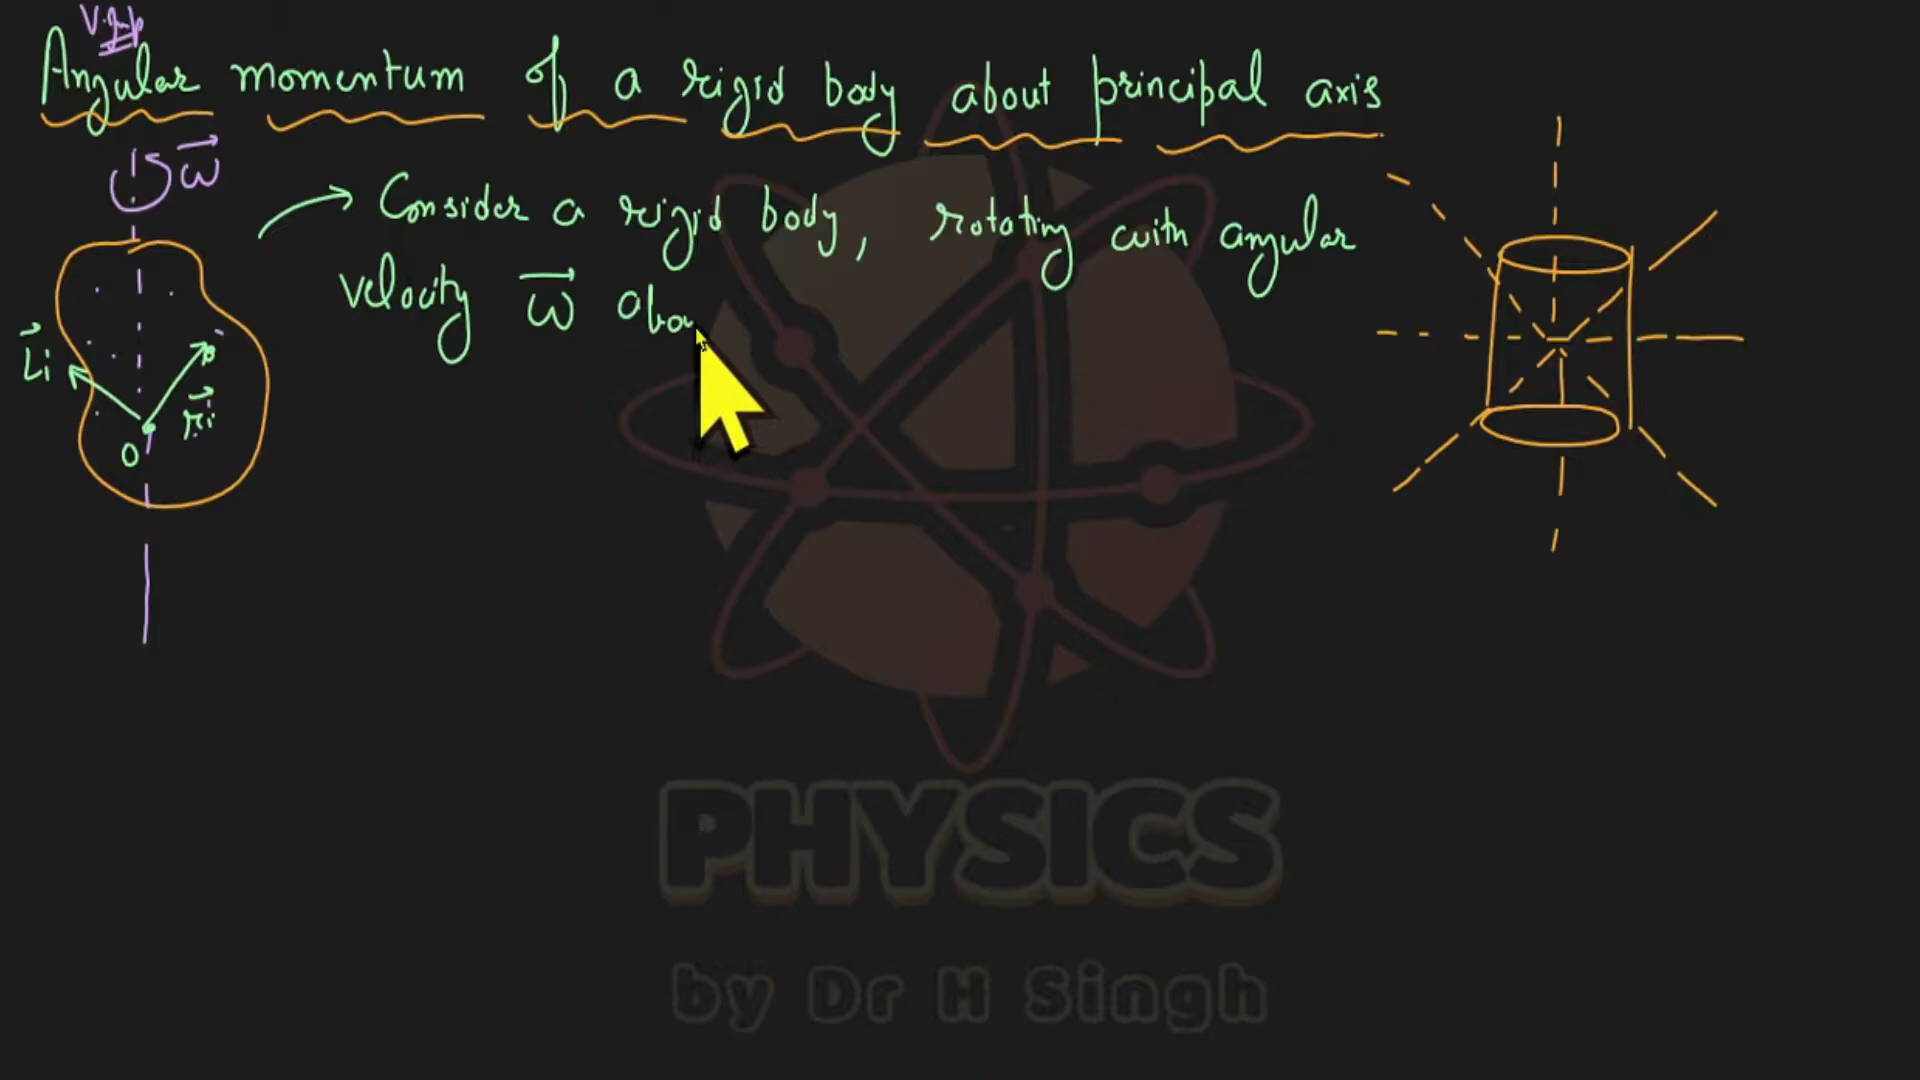 V. imp
Angular momentum of a rigid body about principal axis
ω
Consider a rigid body, rotating with angular
velocity ω abou
Li
P
ri
O
PHYSICS
by Dr H Singh